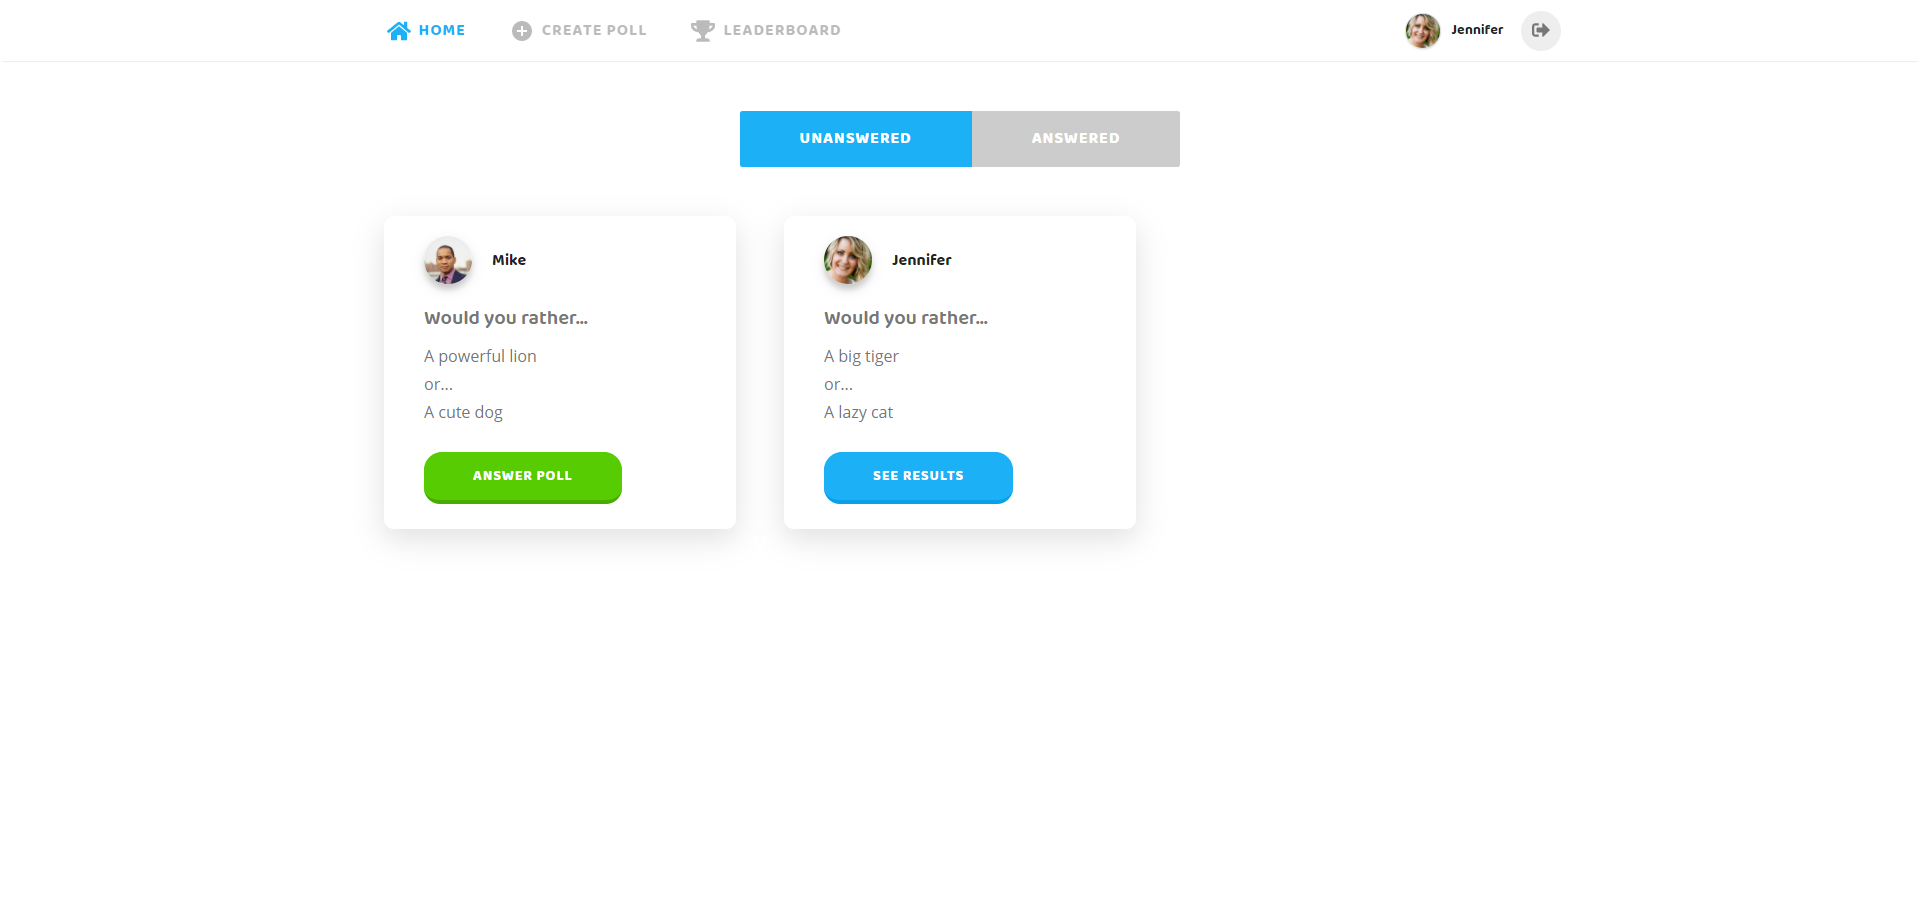 HOME CREATE POLL LEADERBOARD Jennifer
UNANSWERED ANSWERED
Mike
Would you rather...
A powerful lion
or...
A cute dog
ANSWER POLL
Jennifer
Would you rather...
A big tiger
or...
A lazy cat
SEE RESULTS